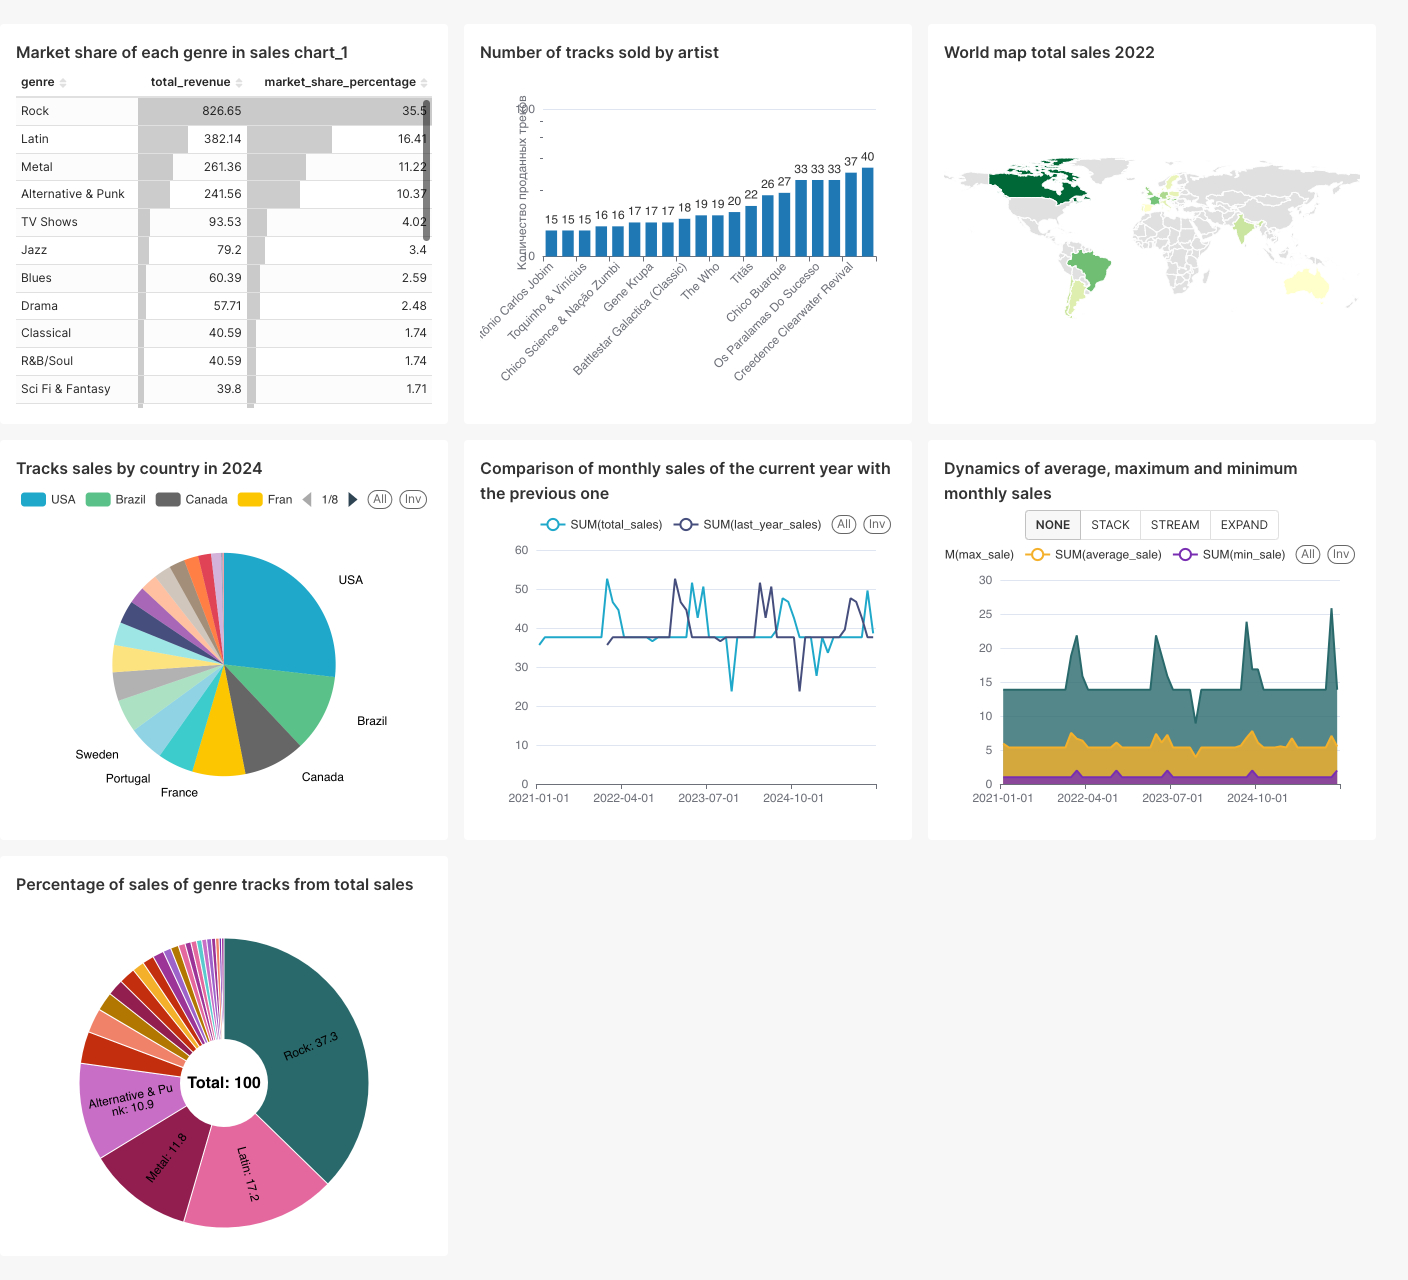 Market share of each genre in sales chart_1
genre total_revenue market_share_percentage
Rock 826.65 35.5
Latin 382.14 16.41
Metal 261.36 11.22
Alternative & Punk 241.56 10.37
TV Shows 93.53 4.02
Jazz 79.2 3.4
Blues 60.39 2.59
Drama 57.71 2.48
Classical 40.59 1.74
R&B/Soul 40.59 1.74
Sci Fi & Fantasy 39.8 1.71
Number of tracks sold by artist
Количество проданных треков
100
0
15 15 15 16 16 17 17 17 18 19 19 20 22 26 27 33 33 33 37 40
tônio Carlos Jobim
Toquinho & Vinícius
Chico Science & Nação Zumbi
Gene Krupa
Battlestar Galactica (Classic)
The Who
Titãs
Chico Buarque
Os Paralamas Do Sucesso
Creedence Clearwater Revival
World map total sales 2022
Tracks sales by country in 2024
USA Brazil Canada Fran 1/8 All Inv
USA
Brazil
Canada
France
Portugal
Sweden
Comparison of monthly sales of the current year with
the previous one
SUM(total_sales) SUM(last_year_sales) All Inv
60
50
40
30
20
10
0
2021-01-01 2022-04-01 2023-07-01 2024-10-01
Dynamics of average, maximum and minimum
monthly sales
NONE STACK STREAM EXPAND
M(max_sale) SUM(average_sale) SUM(min_sale) All Inv
30
25
20
15
10
5
0
2021-01-01 2022-04-01 2023-07-01 2024-10-01
Percentage of sales of genre tracks from total sales
Rock: 37.3
Total: 100
Alternative & Pu
nk: 10.9
Metal: 11.8
Latin: 17.2